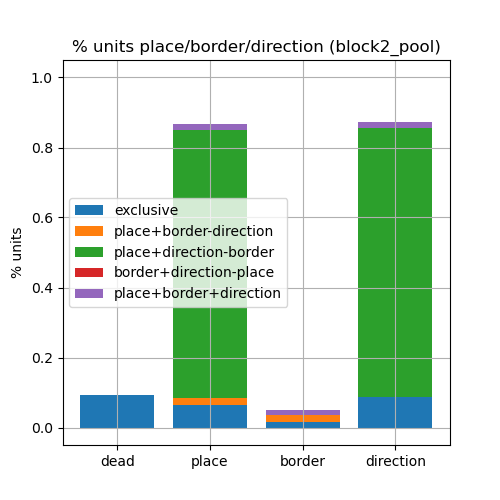 % units place/border/direction (block2_pool)
1.0
0.8
0.6
0.4
0.2
0.0
% units
exclusive
place+border-direction
place+direction-border
border+direction-place
place+border+direction
dead place border direction